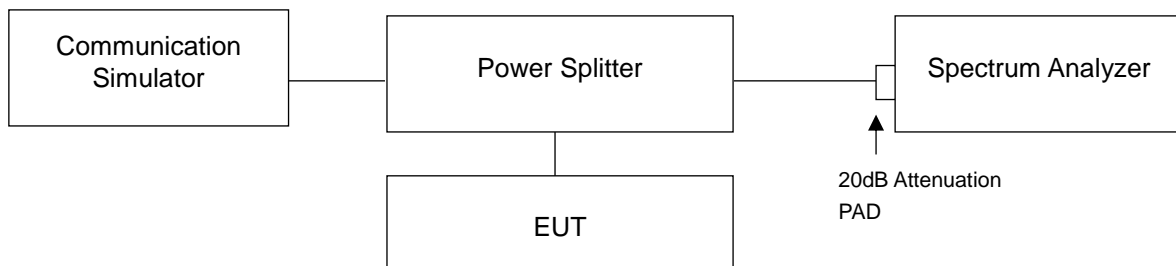 Communication
Simulator
Power Splitter
Spectrum Analyzer
20dB Attenuation
PAD
EUT